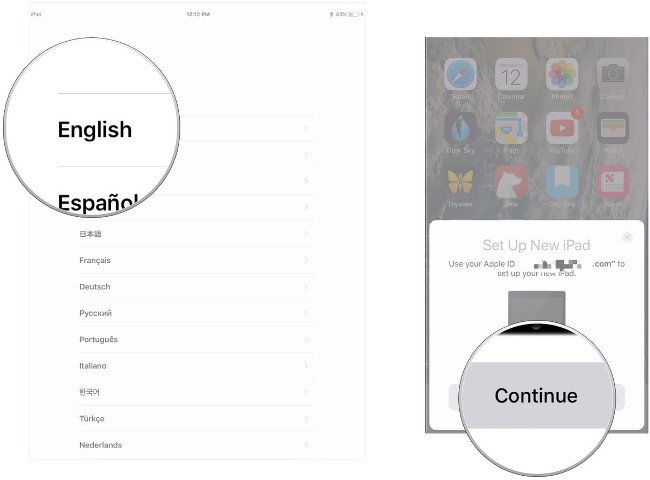 iPad 12:12 PM 43%
English
Español
日本語
Français
Deutsch
Русский
Português
Italiano
한국어
Türkçe
Nederlands
Wednesday
12
1
Safari Calendar Photos Camera
Dark Sky Maps YouTube Wallet
Ulysses Bear Day One News
Set Up New iPad
Use your Apple ID .com" to
set up your new iPad.
Continue